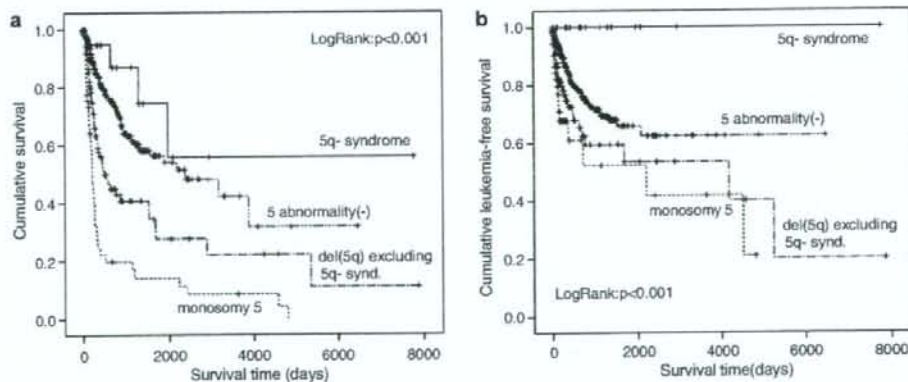 a
Cumulative survival
1.0
0.8
0.6
0.4
0.2
0.0
LogRank:p<0.001
5q- syndrome
5 abnormality(-)
del(5q) excluding
5q- synd.
monosomy 5
0
2000
4000
6000
8000
Survival time (days)
b
Cumulative leukemia-free survival
1.0
0.8
0.6
0.4
0.2
0.0
5q- syndrome
5 abnormality(-)
monosomy 5
del(5q) excluding
5q- synd.
LogRank:p<0.001
0
2000
4000
6000
8000
Survival time(days)